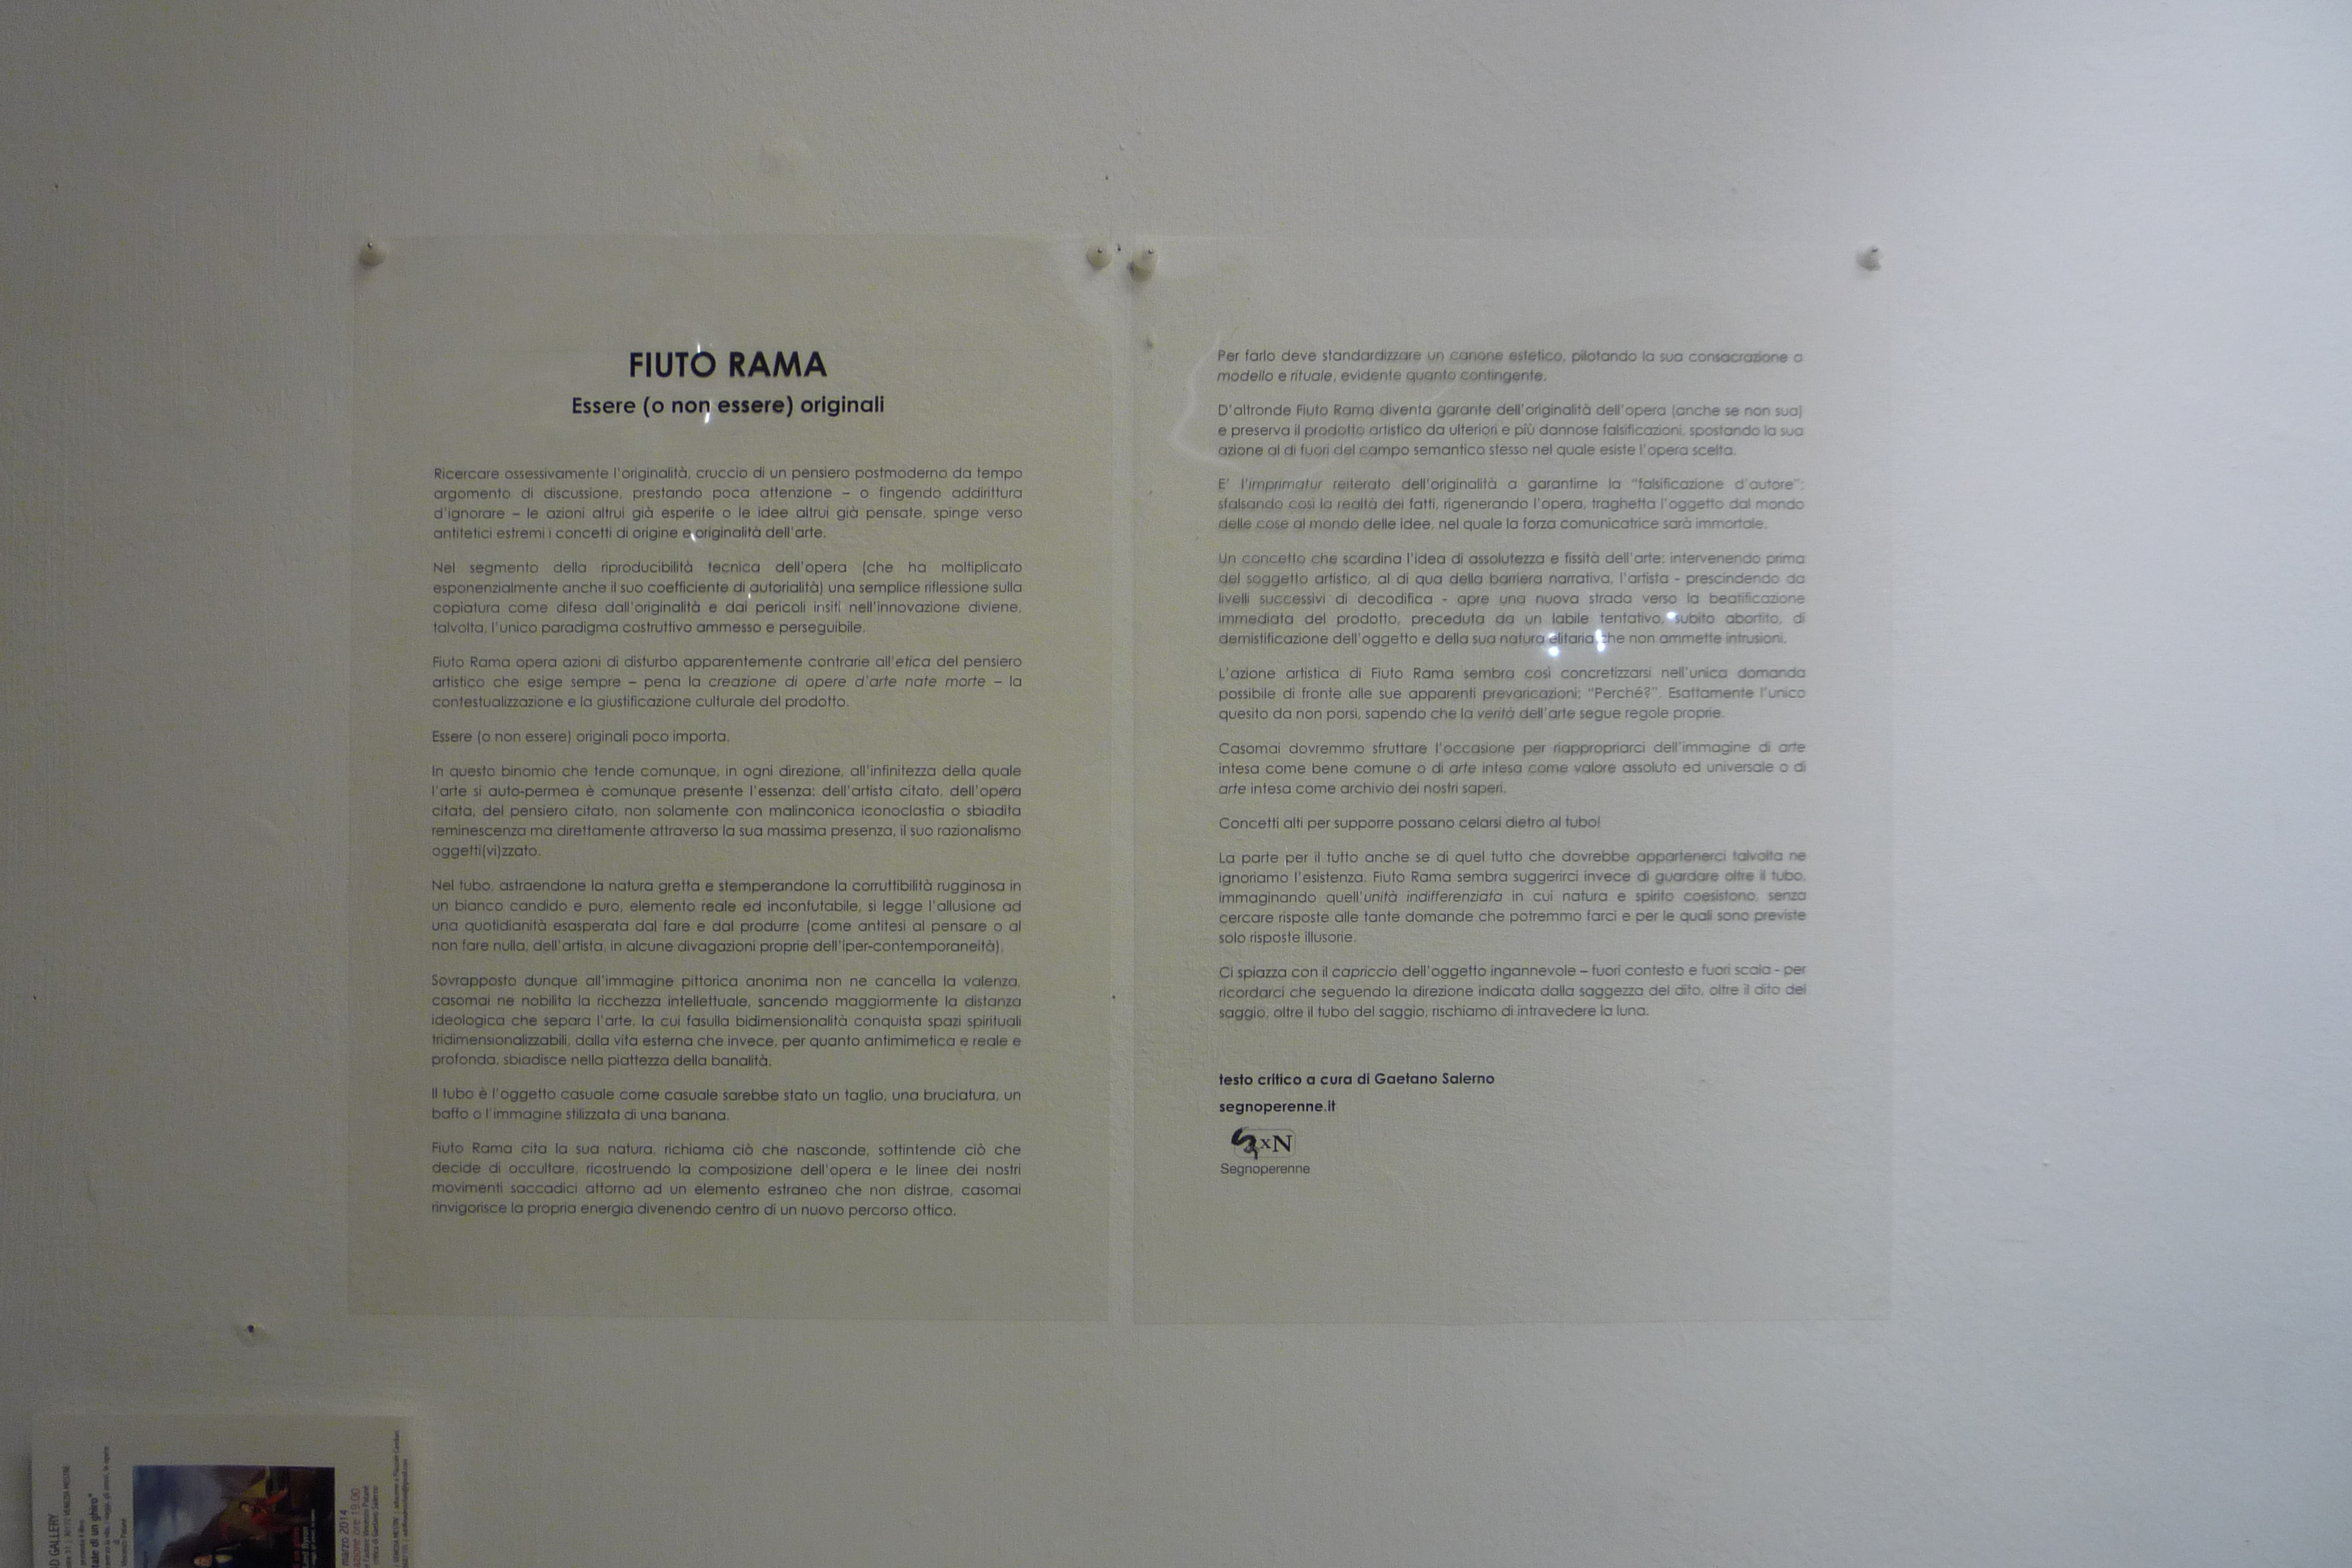 FIUTO RAMA
Essere (o non essere) originali
Ricercare ossessivamente l'originalità, cruccio di un pensiero postmoderno da tempo
argomento di discussione, prestando poca attenzione – o fingendo addirittura
d'ignorare – le azioni altrui già esperite o le idee altrui già pensate, spinge verso
antitetici estremi i concetti di origine e originalità dell'arte.
Nel segmento della riproducibilità tecnica dell'opera (che ha moltiplicato
esponenzialmente anche il suo coefficiente di autorialità) una semplice riflessione sulla
copiatura come difesa dall'originalità e dai pericoli insiti nell'innovazione diviene,
talvolta, l'unico paradigma costruttivo ammesso e perseguibile.
Fiuto Rama opera azioni di disturbo apparentemente contrarie all'etica del pensiero
artistico che esige sempre – pena la creazione di opere d'arte nate morte – la
contestualizzazione e la giustificazione culturale del prodotto.
Essere (o non essere) originali poco importa.
In questo binomio che tende comunque, in ogni direzione, all'infinitezza della quale
l'arte si auto-permea è comunque presente l'essenza: dell'artista citato, dell'opera
citata, del pensiero citato, non solamente con malinconica iconoclastia o sbiadita
reminescenza ma direttamente attraverso la sua massima presenza, il suo razionalismo
oggetti(vi)zzato.
Nel tubo, astraendone la natura gretta e stemperandone la corruttibilità rugginosa in
un bianco candido e puro, elemento reale ed inconfutabile, si legge l'allusione ad
una quotidianità esasperata dal fare e dal produrre (come antitesi al pensare o al
non fare nulla, dell'artista, in alcune divagazioni proprie dell'iper-contemporaneità).
Sovrapposto dunque all'immagine pittorica anonima non ne cancella la valenza,
casomai ne nobilita la ricchezza intellettuale, sancendo maggiormente la distanza
ideologica che separa l'arte, la cui fasulla bidimensionalità conquista spazi spirituali
tridimensionalizzabili, dalla vita esterna che invece, per quanto antimimetica e reale e
profonda, sbiadisce nella piattezza della banalità.
Il tubo è l'oggetto casuale come casuale sarebbe stato un taglio, una bruciatura, un
baffo o l'immagine stilizzata di una banana.
Fiuto Rama cita la sua natura, richiama ciò che nasconde, sottintende ciò che
decide di occultare, ricostruendo la composizione dell'opera e le linee dei nostri
movimenti saccadici attorno ad un elemento estraneo che non distrae, casomai
rinvigorisce la propria energia divenendo centro di un nuovo percorso ottico.
Per farlo deve standardizzare un canone estetico, pilotando la sua consacrazione a
modello e rituale, evidente quanto contingente.
D'altronde Fiuto Rama diventa garante dell'originalità dell'opera (anche se non sua)
e preserva il prodotto artistico da ulteriori e più dannose falsificazioni, spostando la sua
azione al di fuori del campo semantico stesso nel quale esiste l'opera scelta.
E' l'imprimatur reiterato dell'originalità a garantirne la “falsificazione d'autore”:
sfalsando così la realtà dei fatti, rigenerando l'opera, traghetta l'oggetto dal mondo
delle cose al mondo delle idee, nel quale la forza comunicatrice sarà immortale.
Un concetto che scardina l'idea di assolutezza e fissità dell'arte: intervenendo prima
del soggetto artistico, al di qua della barriera narrativa, l'artista - prescindendo da
livelli successivi di decodifica - apre una nuova strada verso la beatificazione
immediata del prodotto, preceduta da un labile tentativo, subito abortito, di
demistificazione dell'oggetto e della sua natura elitaria che non ammette intrusioni.
L'azione artistica di Fiuto Rama sembra così concretizzarsi nell'unica domanda
possibile di fronte alle sue apparenti prevaricazioni: “Perché?”. Esattamente l'unico
quesito da non porsi, sapendo che la verità dell'arte segue regole proprie.
Casomai dovremmo sfruttare l'occasione per riappropriarci dell'immagine di arte
intesa come bene comune o di arte intesa come valore assoluto ed universale o di
arte intesa come archivio dei nostri saperi.
Concetti alti per supporre possano celarsi dietro al tubo!
La parte per il tutto anche se di quel tutto che dovrebbe appartenerci talvolta ne
ignoriamo l'esistenza. Fiuto Rama sembra suggerirci invece di guardare oltre il tubo,
immaginando quell'unità indifferenziata in cui natura e spirito coesistono, senza
cercare risposte alle tante domande che potremmo farci e per le quali sono previste
solo risposte illusorie.
Ci spiazza con il capriccio dell'oggetto ingannevole – fuori contesto e fuori scala - per
ricordarci che seguendo la direzione indicata dalla saggezza del dito, oltre il dito del
saggio, oltre il tubo del saggio, rischiamo di intravedere la luna.
testo critico a cura di Gaetano Salerno
segnoperenne.it
SxN
Segnoperenne
GALLERY
marzo 2014
ore 19.00